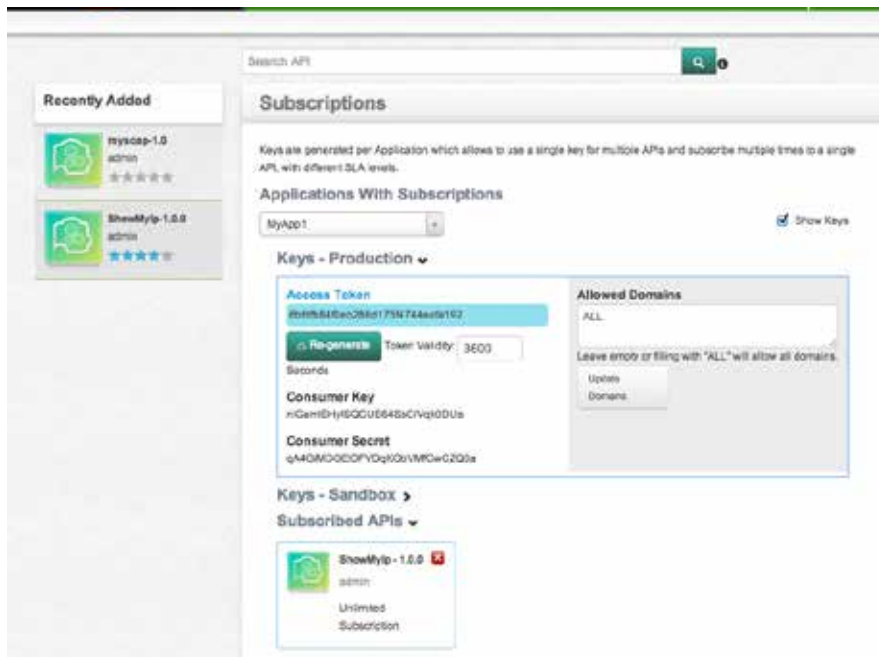 Search API
Recently Added
admin
ShowMyIp-1.0.0
admin
Subscriptions
Keys are generated per Application which allows to use a single key for multiple APIs and subscribe multiple times to a single
API, with different SLA levels.
Applications With Subscriptions
MyApp1
Show Keys
Keys - Production
Access Token
Re-generate Token Validity: 3600
Seconds
Consumer Key
Consumer Secret
Allowed Domains
ALL
Leave empty or filling with "ALL" will allow all domains.
Update
Domains
Keys - Sandbox
Subscribed APIs
ShowMyIp - 1.0.0
admin
Unlimited
Subscription